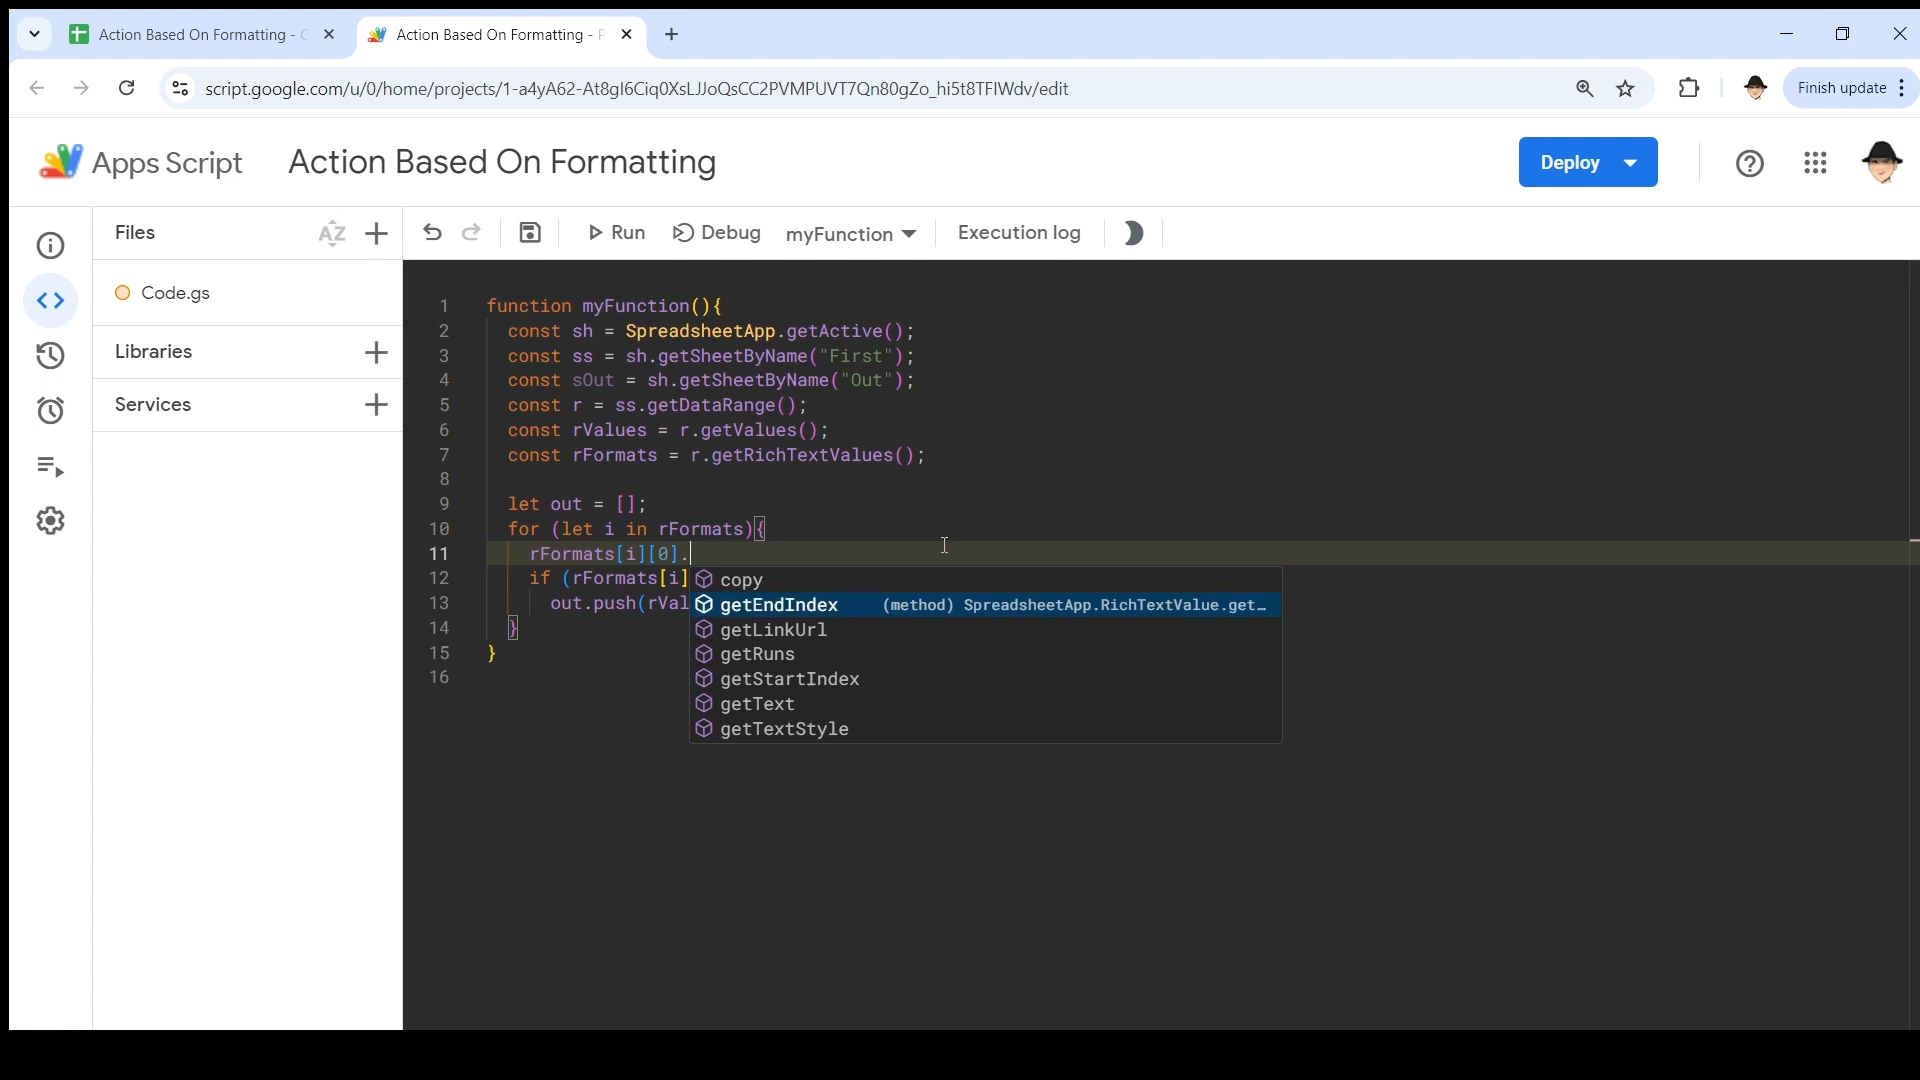 Action Based On Formatting -
Action Based On Formatting -
script.google.com/u/0/home/projects/1-a4yA62-At8gI6Ciq0XsLJJoQsCC2PVMPUVT7Qn80gZo_hi5t8TFIWdv/edit
Finish update
Apps Script
Action Based On Formatting
Deploy
Files
AZ
Run
Debug
myFunction
Execution log
Code.gs
Libraries
Services
1 function myFunction(){
2 const sh = SpreadsheetApp.getActive();
3 const ss = sh.getSheetByName("First");
4 const sOut = sh.getSheetByName("Out");
5 const r = ss.getDataRange();
6 const rValues = r.getValues();
7 const rFormats = r.getRichTextValues();
8
9 let out = [];
10 for (let i in rFormats){
11 rFormats[i][0].
12 if (rFormats[i]
13 out.push(rVal
14 }
15 }
16
copy
getEndIndex (method) SpreadsheetApp.RichTextValue.get…
getLinkUrl
getRuns
getStartIndex
getText
getTextStyle